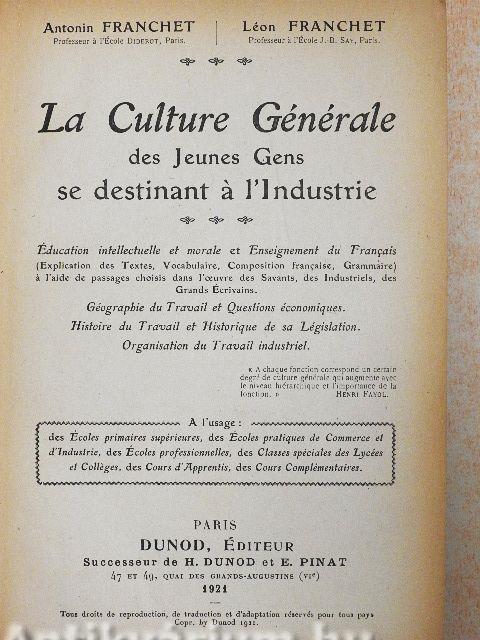 Antonin FRANCHET
Professeur à l'École DIDEROT, Paris.
Léon FRANCHET
Professeur à l'École J.-B. SAY, Paris.
La Culture Générale
des Jeunes Gens
se destinant à l'Industrie
Éducation intellectuelle et morale et Enseignement du Français
(Explication des Textes, Vocabulaire, Composition française, Grammaire)
à l'aide de passages choisis dans l'œuvre des Savants, des Industriels, des
Grands Écrivains.
Géographie du Travail et Questions économiques.
Histoire du Travail et Historique de sa Législation.
Organisation du Travail industriel.
« A chaque fonction correspond un certain
degré de culture générale qui augmente avec
le niveau hiérarchique et l'importance de la
fonction. » HENRI FAYOL.
A l'usage :
des Écoles primaires supérieures, des Écoles pratiques de Commerce et
d'Industrie, des Écoles professionnelles, des Classes spéciales des Lycées
et Collèges, des Cours d'Apprentis, des Cours Complémentaires.
PARIS
DUNOD, ÉDITEUR
Successeur de H. DUNOD et E. PINAT
47 ET 49, QUAI DES GRANDS-AUGUSTINS (VIe)
1921
Tous droits de reproduction, de traduction et d'adaptation réservés pour tous pays
Copr. by Dunod 1921.